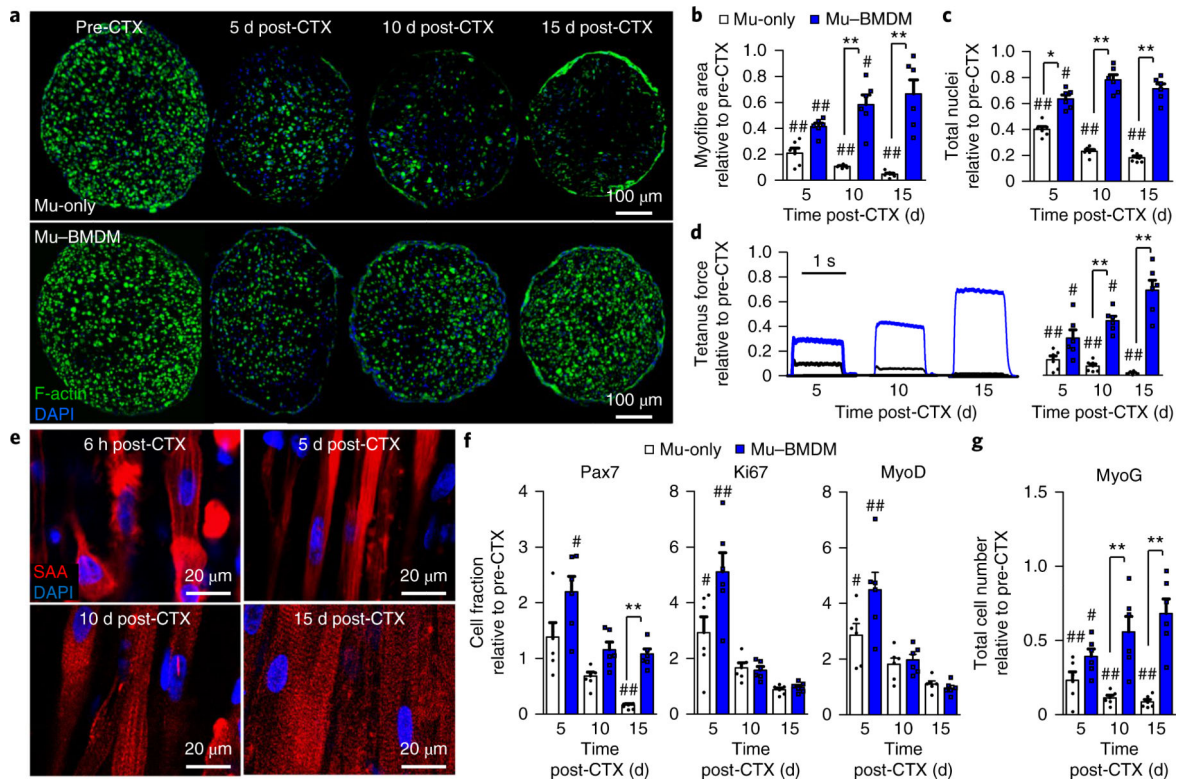 a
Pre-CTX 5 d post-CTX 10 d post-CTX 15 d post-CTX
Mu-only
100 μm
100 μm
100 μm
Mu–BMDM
F-actin
DAPI
100 μm
b
Mu-only Mu–BMDM
Myofibre area
relative to pre-CTX
1.0
0.8
0.6
0.4
0.2
0
## ## ** # **
## ##
5 10 15
Time post-CTX (d)
c
Total nuclei
relative to pre-CTX
1.0
0.8
0.6
0.4
0.2
0
* # ** **
## ## ##
5 10 15
Time post-CTX (d)
d
Tetanus force
relative to pre-CTX
1.0
0.8
0.6
0.4
0.2
0
1 s
5 10 15
Time post-CTX (d)
## # ** # **
## ##
5 10 15
Time post-CTX (d)
e
6 h post-CTX
SAA
DAPI
20 μm
5 d post-CTX
20 μm
10 d post-CTX
20 μm
15 d post-CTX
20 μm
f
Mu-only Mu–BMDM
Cell fraction
relative to pre-CTX
Pax7
4
3
2
1
0
# ** ##
5 10 15
Ki67
8
6
4
2
0
# ##
5 10 15
MyoD
8
6
4
2
0
# ##
5 10 15
Time
post-CTX (d)
Time
post-CTX (d)
Time
post-CTX (d)
g
MyoG
Total cell number
relative to pre-CTX
1.5
1.0
0.5
0
## # ** **
## ##
5 10 15
Time
post-CTX (d)